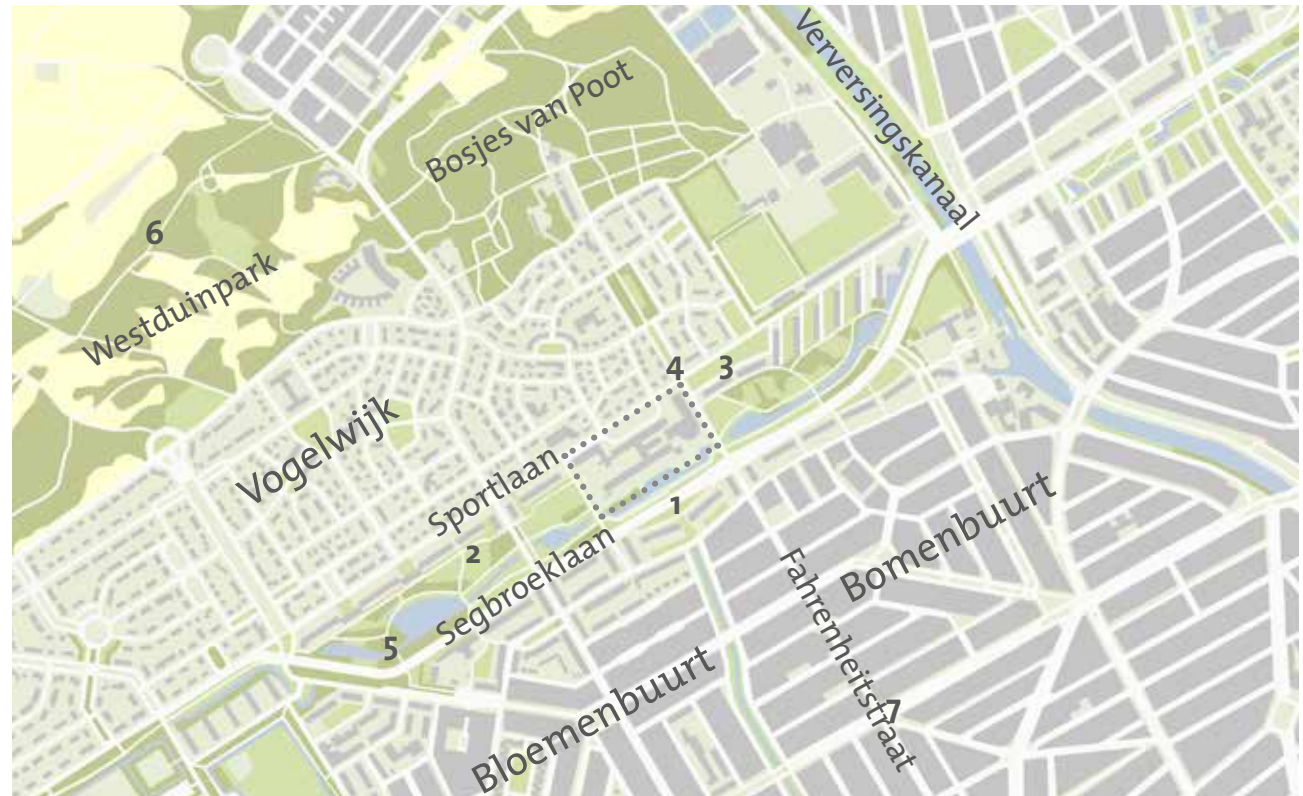 Verversingskanaal
Bosjes van Poot
6
Westduinpark
4
3
Vogelwijk
Sportlaan
1
2
Segbroeklaan
Bomenbuurt
Fahrenheitstraat
5
Bloemenbuurt
7